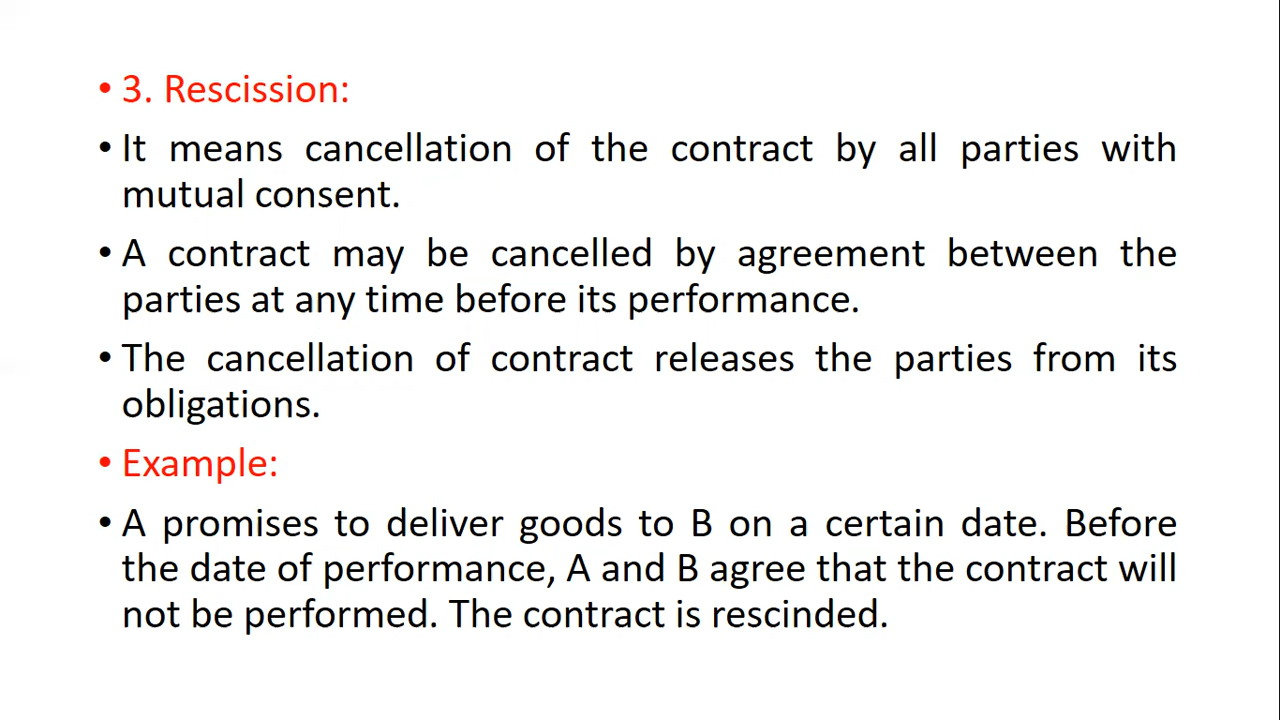 • 3. Rescission:
• It means cancellation of the contract by all parties with
mutual consent.
• A contract may be cancelled by agreement between the
parties at any time before its performance.
• The cancellation of contract releases the parties from its
obligations.
• Example:
• A promises to deliver goods to B on a certain date. Before
the date of performance, A and B agree that the contract will
not be performed. The contract is rescinded.